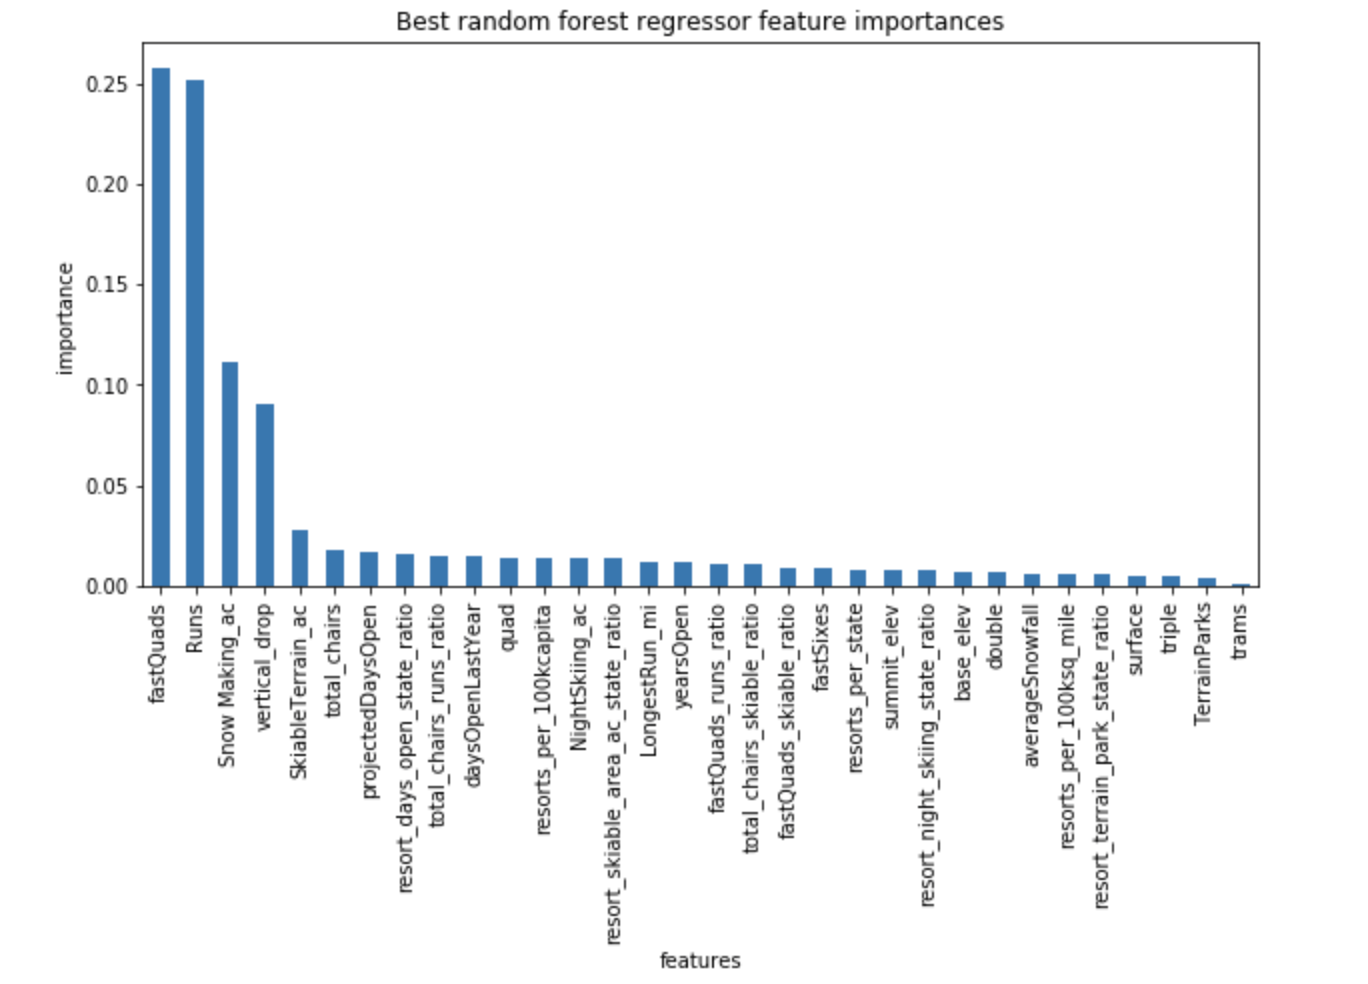 Best random forest regressor feature importances
importance
0.25
0.20
0.15
0.10
0.05
0.00
fastQuads
Runs
Snow Making_ac
vertical_drop
SkiableTerrain_ac
total_chairs
projectedDaysOpen
resort_days_open_state_ratio
total_chairs_runs_ratio
daysOpenLastYear
quad
resorts_per_100kcapita
NightSkiing_ac
resort_skiable_area_ac_state_ratio
LongestRun_mi
yearsOpen
fastQuads_runs_ratio
total_chairs_skiable_ratio
fastQuads_skiable_ratio
fastSixes
resorts_per_state
summit_elev
resort_night_skiing_state_ratio
base_elev
double
averageSnowfall
resorts_per_100ksq_mile
resort_terrain_park_state_ratio
surface
triple
TerrainParks
trams
features